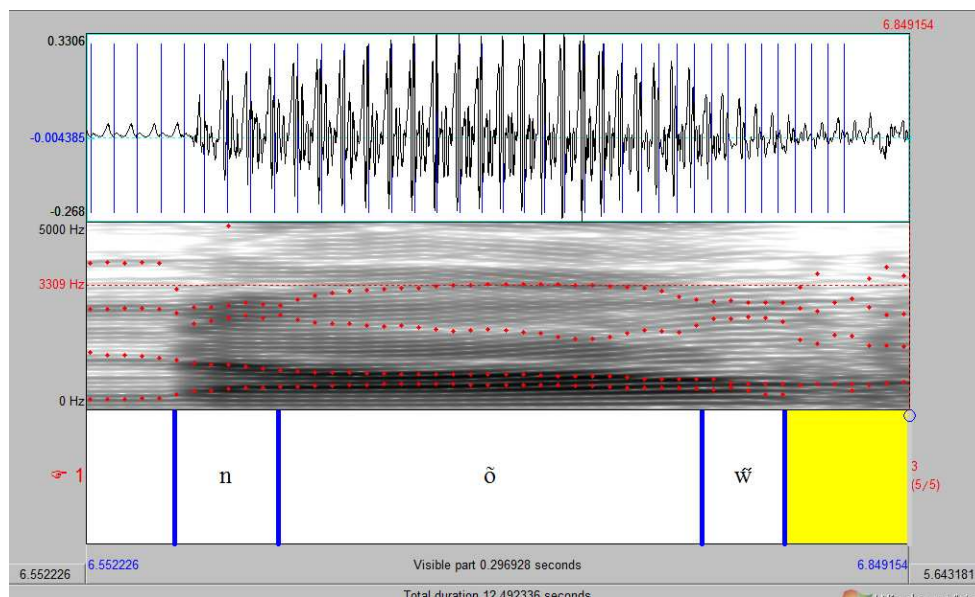 6.849154
0.3306
-0.004385
-0.268
5000 Hz
3309 Hz
0 Hz
☞ 1
n
õ
w̃
3
(5/5)
6.552226
6.552226
Visible part 0.296928 seconds
6.849154
5.643181
Total duration 12.492336 seconds